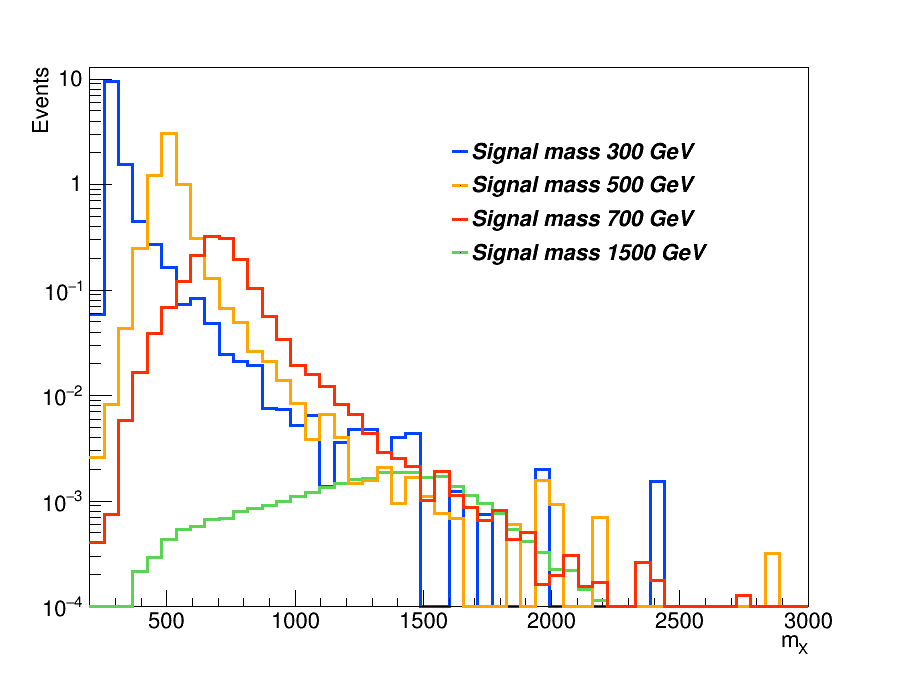 Events
10
1
10⁻¹
10⁻²
10⁻³
10⁻⁴
Signal mass 300 GeV
Signal mass 500 GeV
Signal mass 700 GeV
Signal mass 1500 GeV
500 1000 1500 2000 2500 3000
mX